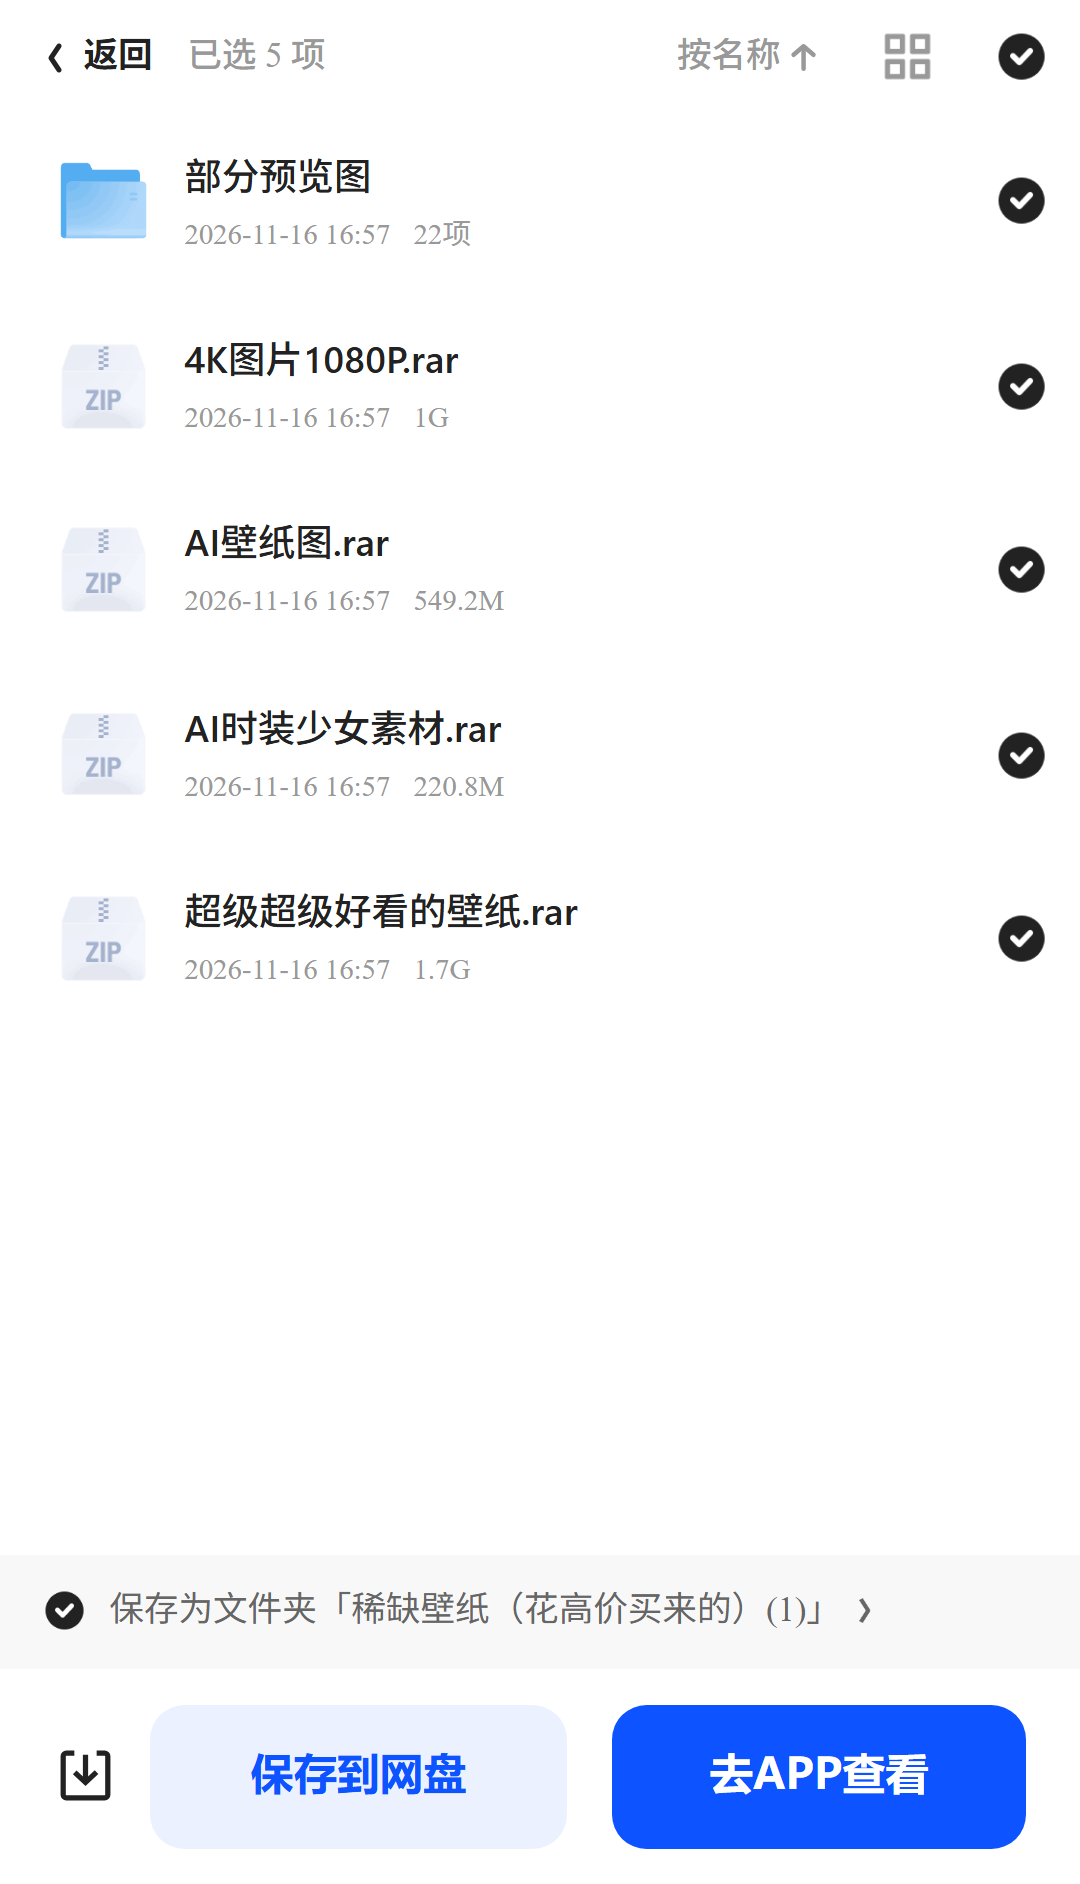 返回 已选 5 项 按名称
部分预览图
2026-11-16 16:57 22项
4K图片1080P.rar
ZIP
2026-11-16 16:57 1G
AI壁纸图.rar
ZIP
2026-11-16 16:57 549.2M
AI时装少女素材.rar
ZIP
2026-11-16 16:57 220.8M
超级超级好看的壁纸.rar
ZIP
2026-11-16 16:57 1.7G
保存为文件夹「稀缺壁纸（花高价买来的）(1)」
保存到网盘 去APP查看